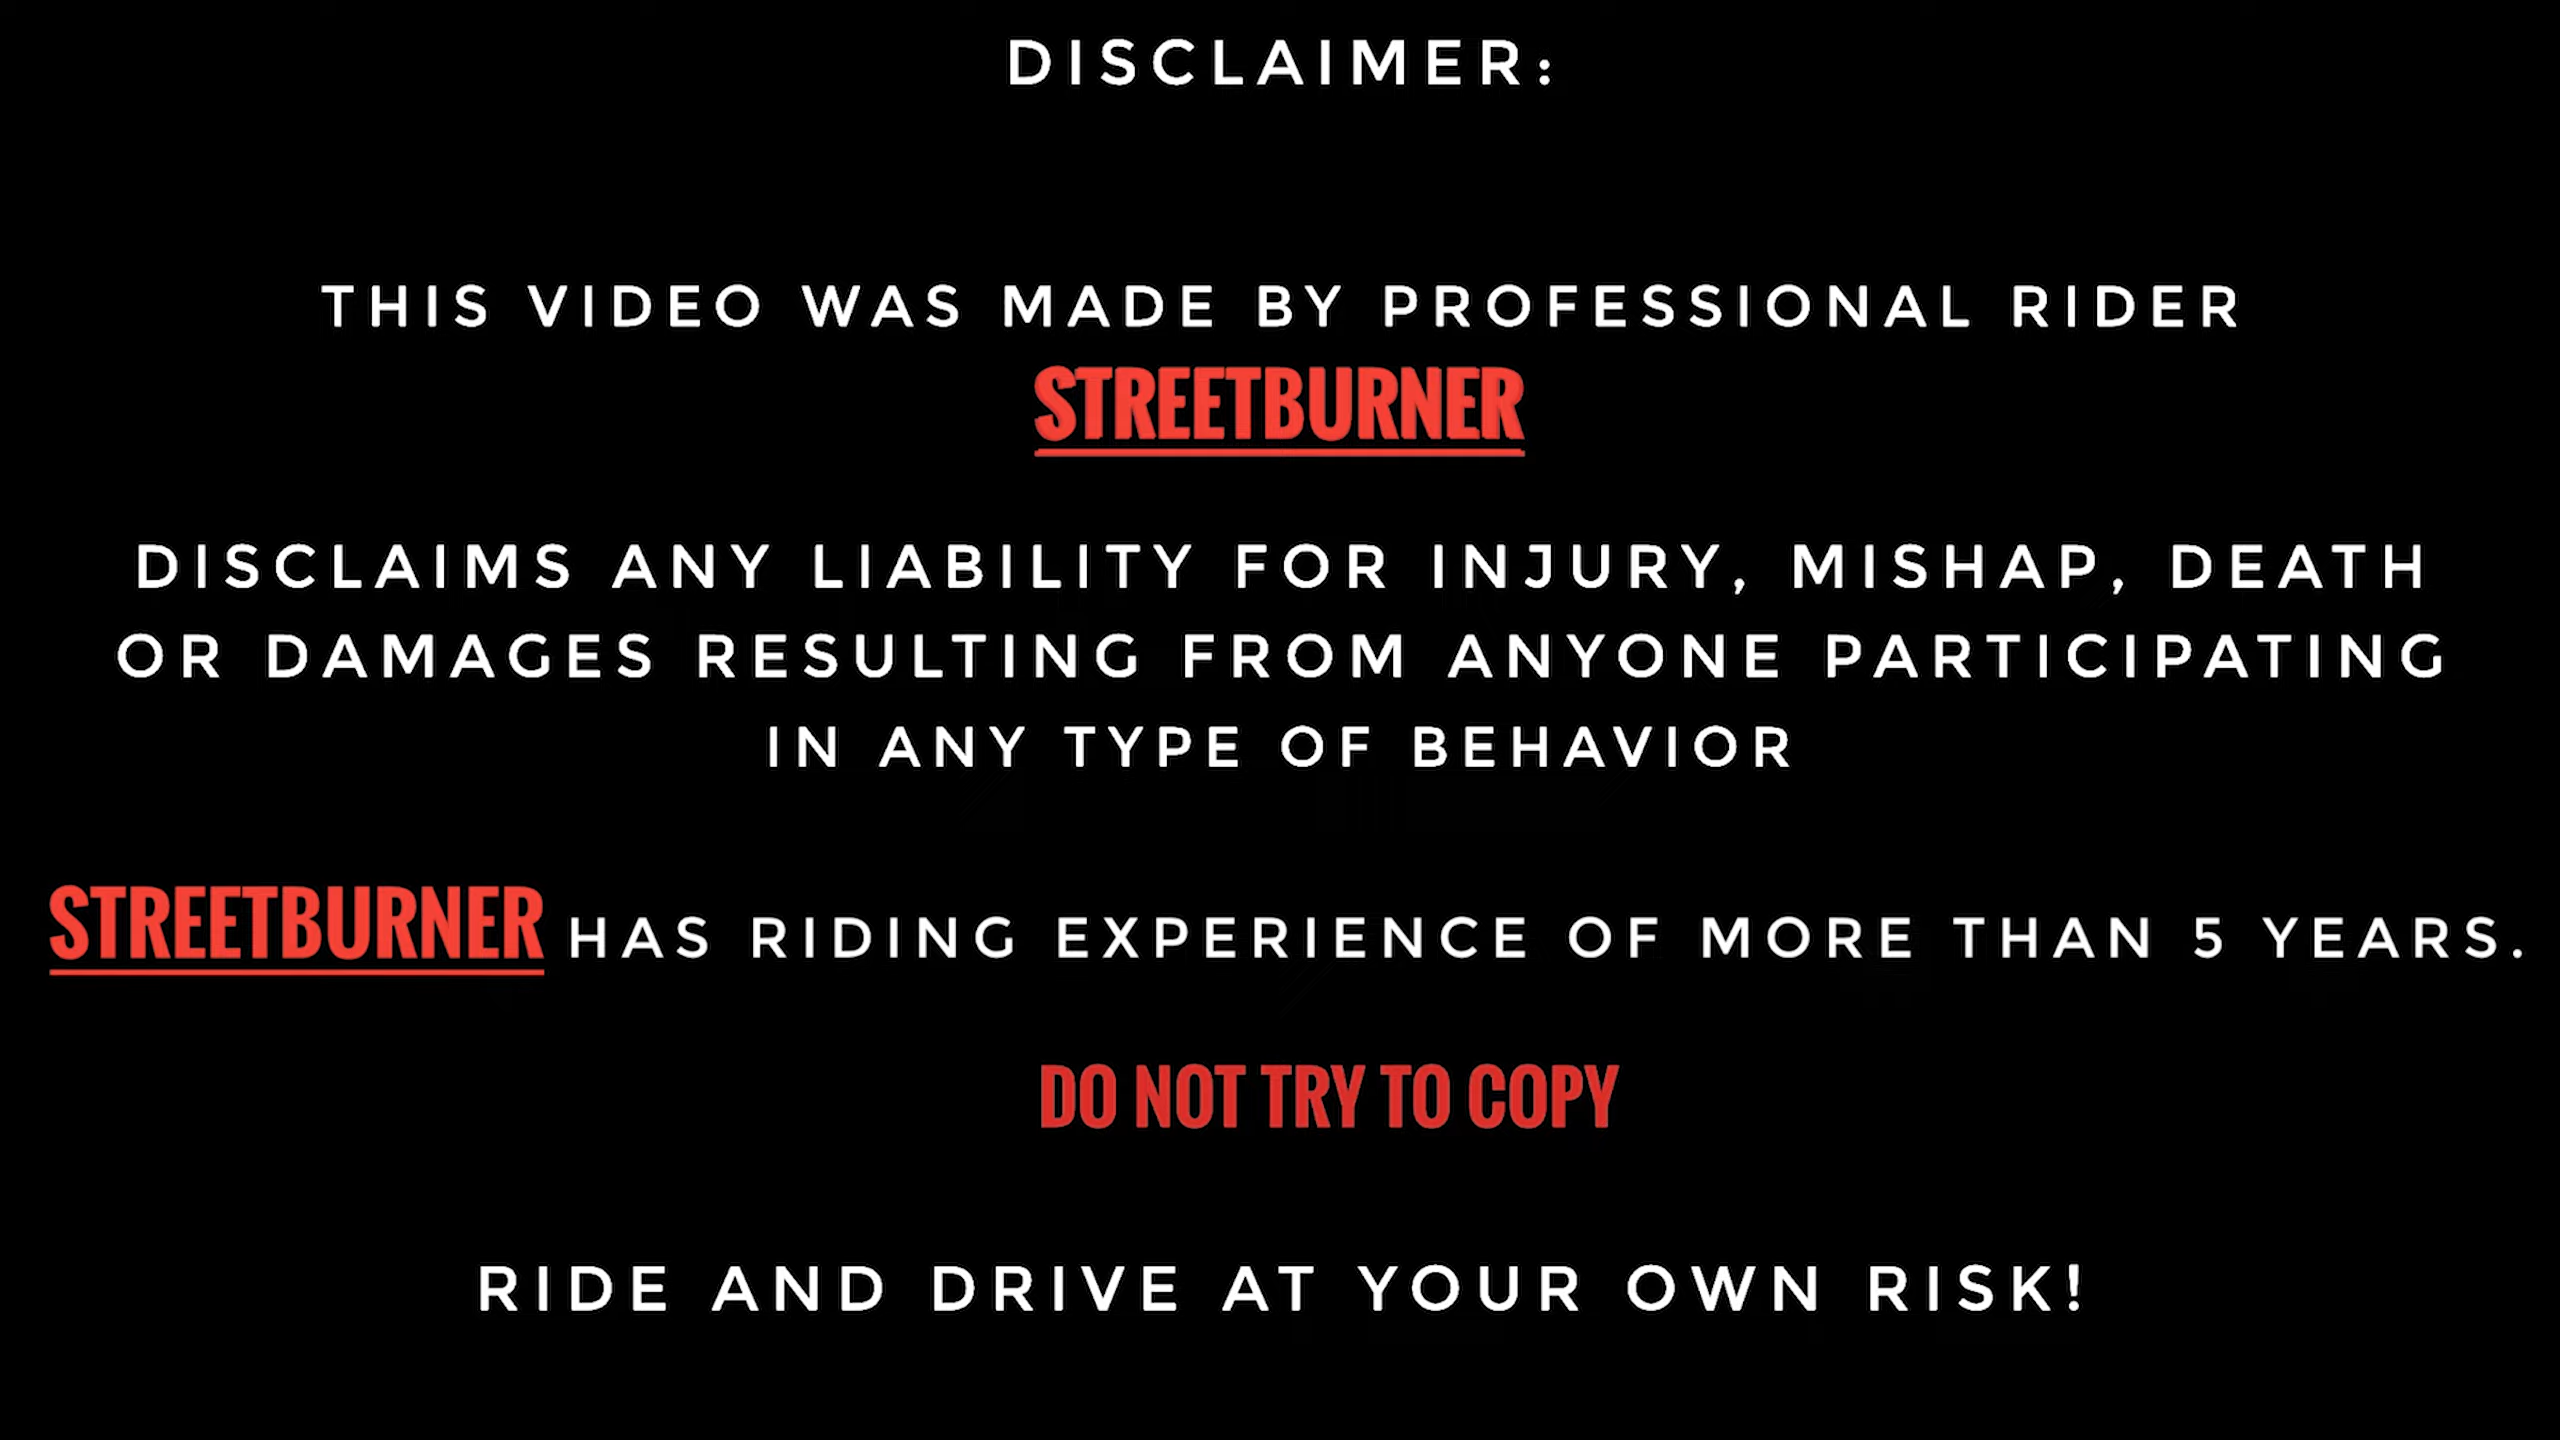 DISCLAIMER:
THIS VIDEO WAS MADE BY PROFESSIONAL RIDER
STREETBURNER
DISCLAIMS ANY LIABILITY FOR INJURY, MISHAP, DEATH
OR DAMAGES RESULTING FROM ANYONE PARTICIPATING
IN ANY TYPE OF BEHAVIOR
STREETBURNER HAS RIDING EXPERIENCE OF MORE THAN 5 YEARS.
DO NOT TRY TO COPY
RIDE AND DRIVE AT YOUR OWN RISK!